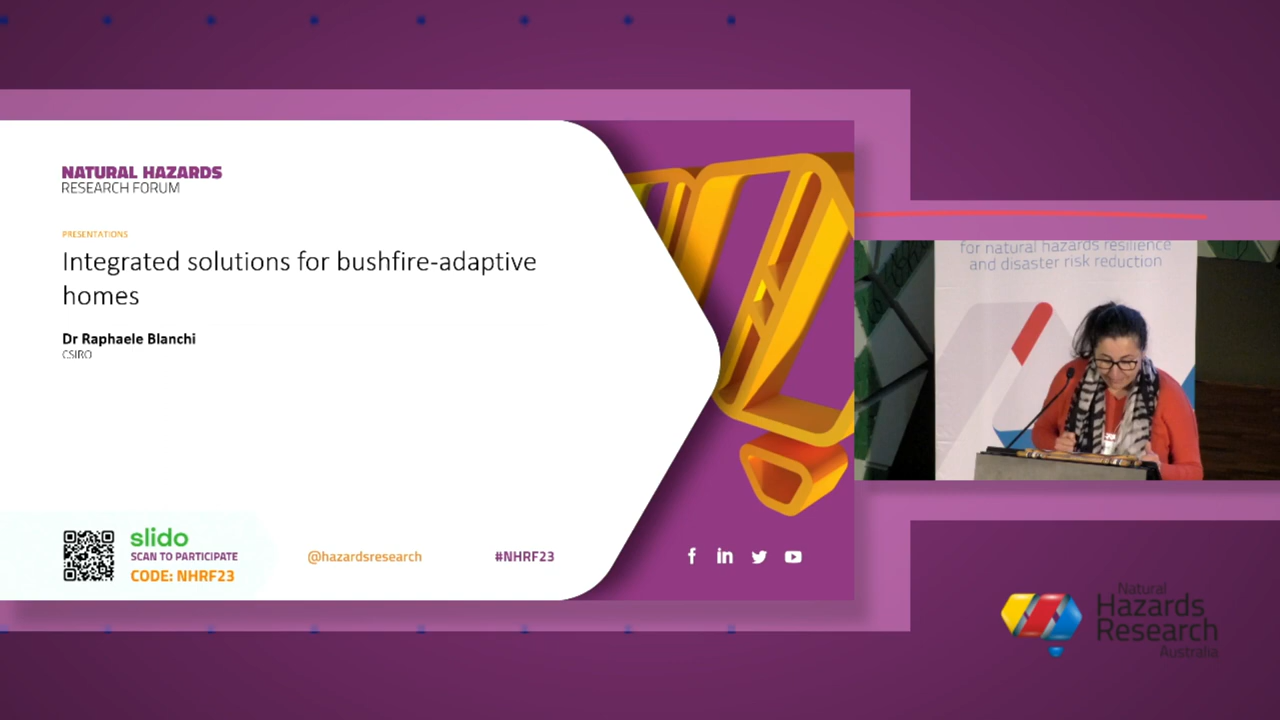 NATURAL HAZARDS
RESEARCH FORUM
PRESENTATIONS
Integrated solutions for bushfire-adaptive
homes
Dr Raphaele Blanchi
CSIRO
slido
SCAN TO PARTICIPATE
CODE: NHRF23
@hazardsresearch
#NHRF23
for natural hazards resilience
and disaster risk reduction
Natural
Hazards
Research
Australia